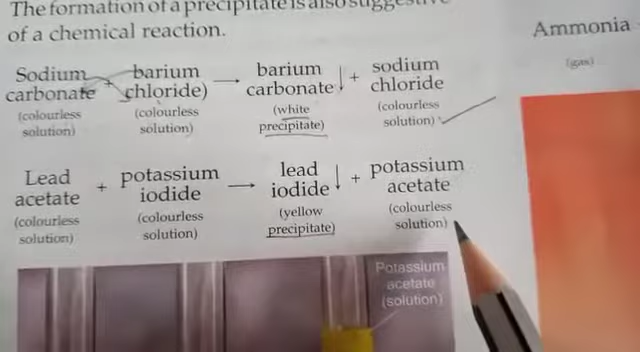 The formation of a precipitate is also suggestive
of a chemical reaction.
Ammonia
(gas)
Sodium carbonate + barium chloride) → barium carbonate↓ + sodium chloride
(colourless solution) (colourless solution) (white precipitate) (colourless solution)
Lead acetate + potassium iodide → lead iodide↓ + potassium acetate
(colourless solution) (colourless solution) (yellow precipitate) (colourless solution)
Potassium
acetate
(solution)